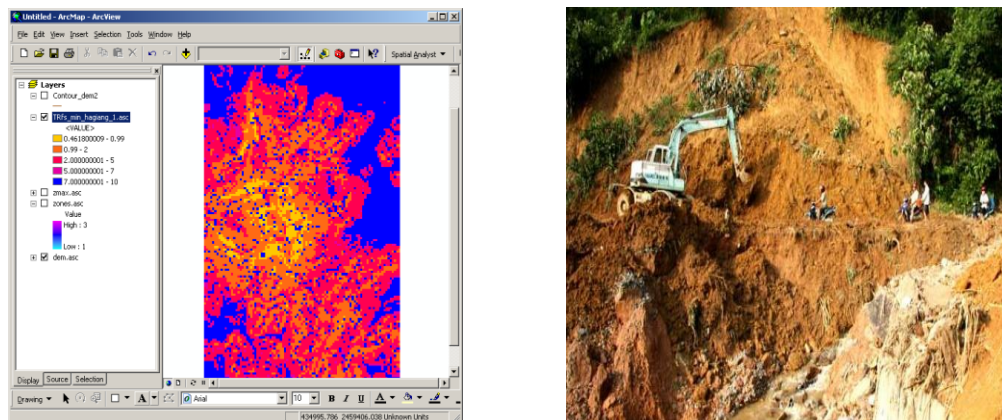 Untitled - ArcMap - ArcView
File Edit View Insert Selection Tools Window Help
Spatial Analyst
Layers
Contour_dem2
TRfs_min_hagiang_1.asc
<VALUE>
0.461800009 - 0.99
0.99 - 2
2.000000001 - 5
5.000000001 - 7
7.000000001 - 10
zmax.asc
zones.asc
Value
High : 3
Low : 1
dem.asc
Display Source Selection
Drawing A Arial 10 B I U A
434995.786 2459406.038 Unknown Units